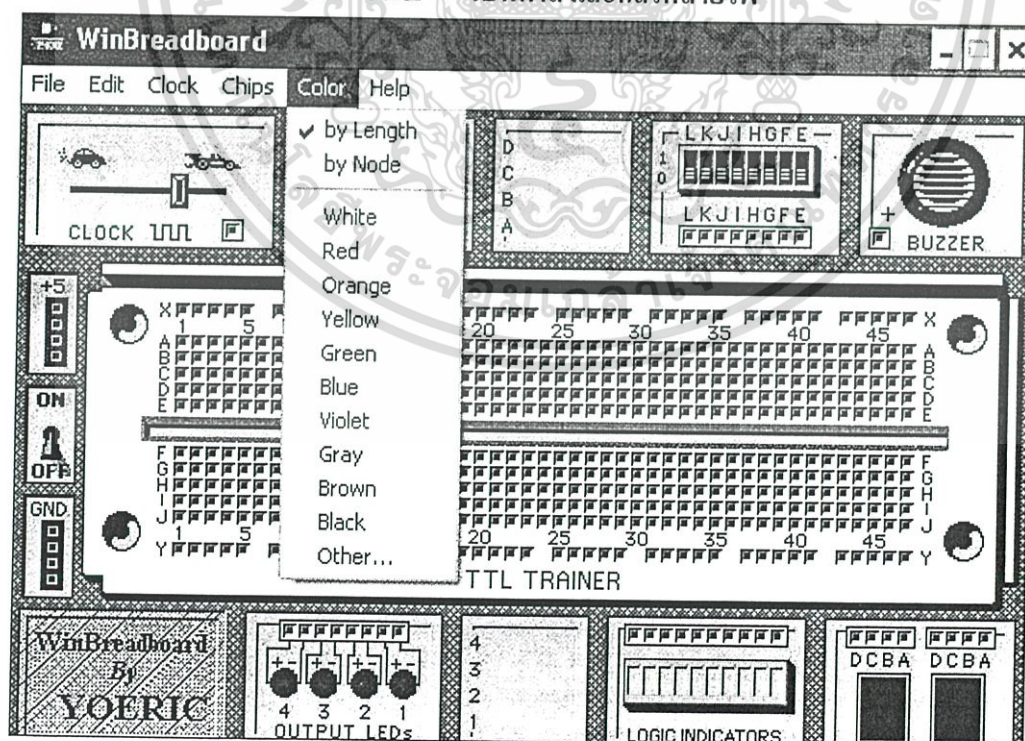 WinBreadboard
File Edit Clock Chips Color Help
by Length
by Node
White
Red
Orange
Yellow
Green
Blue
Violet
Gray
Brown
Black
Other...
CLOCK
D
C
B
A
LKJIHGFE
1
0
LKJIHGFE
+
BUZZER
+5
ON
OFF
GND
X 1 5 20 25 30 35 40 45 X
A A
B B
C C
D D
E E
F F
G G
H H
I I
J J
Y 1 5 20 25 30 35 40 45 Y
TTL TRAINER
WinBreadboard
By
YOERIC
+ - + - + - + -
4 3 2 1
OUTPUT LEDs
4
3
2
1
LOGIC INDICATORS
DCBA DCBA